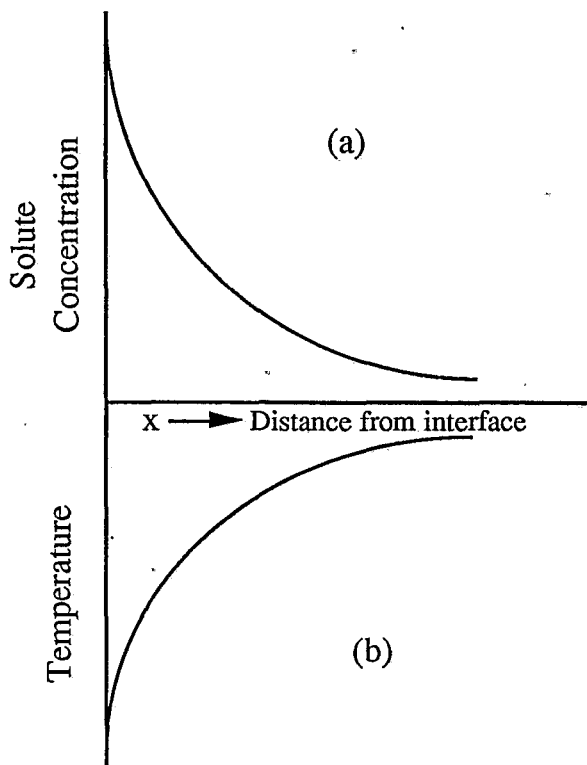 (a)
Solute
Concentration
x → Distance from interface
Temperature
(b)